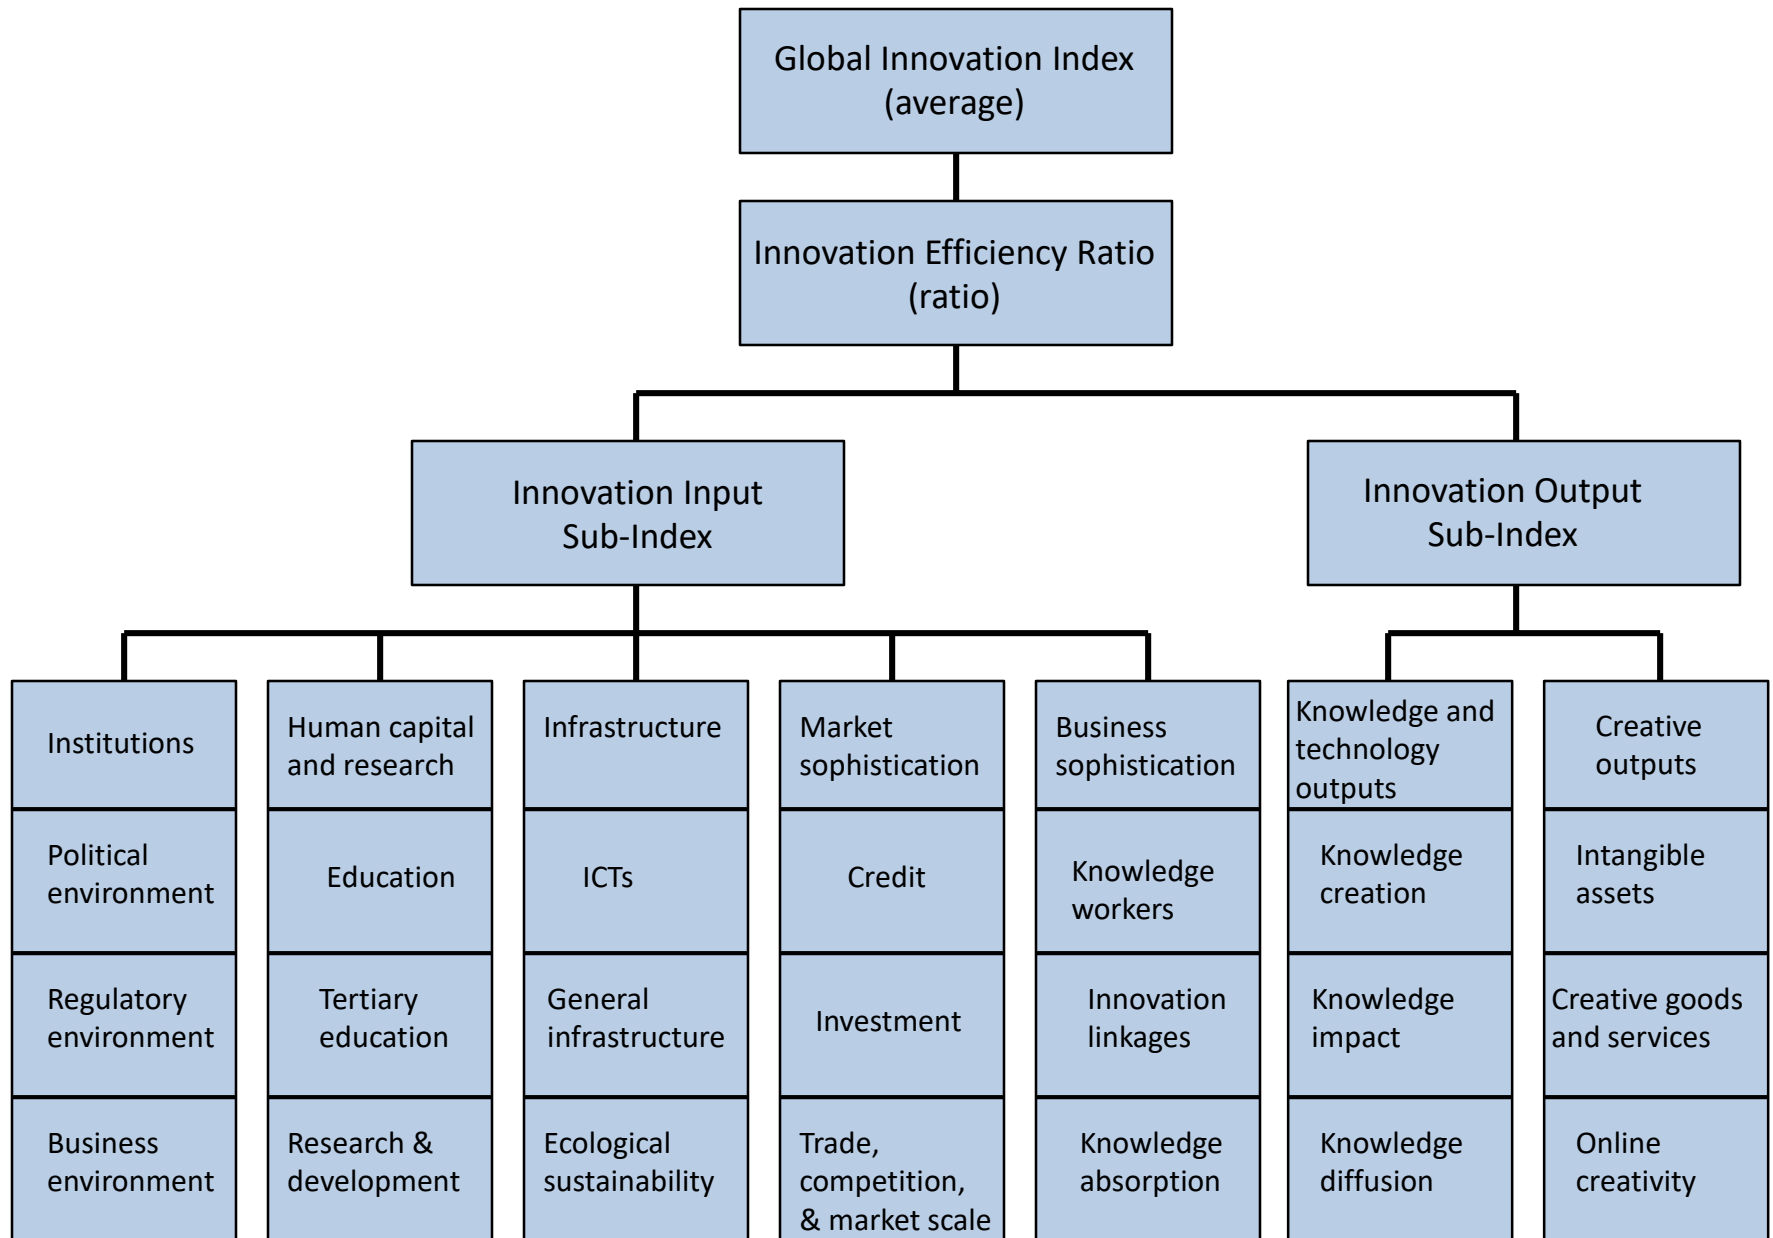 Global Innovation Index
(average)
Innovation Efficiency Ratio
(ratio)
Innovation Input
Sub-Index
Innovation Output
Sub-Index
Institutions
Human capital
and research
Infrastructure
Market
sophistication
Business
sophistication
Knowledge and
technology
outputs
Creative
outputs
Political
environment
Education
ICTs
Credit
Knowledge
workers
Knowledge
creation
Intangible
assets
Regulatory
environment
Tertiary
education
General
infrastructure
Investment
Innovation
linkages
Knowledge
impact
Creative goods
and services
Business
environment
Research &
development
Ecological
sustainability
Trade,
competition,
& market scale
Knowledge
absorption
Knowledge
diffusion
Online
creativity